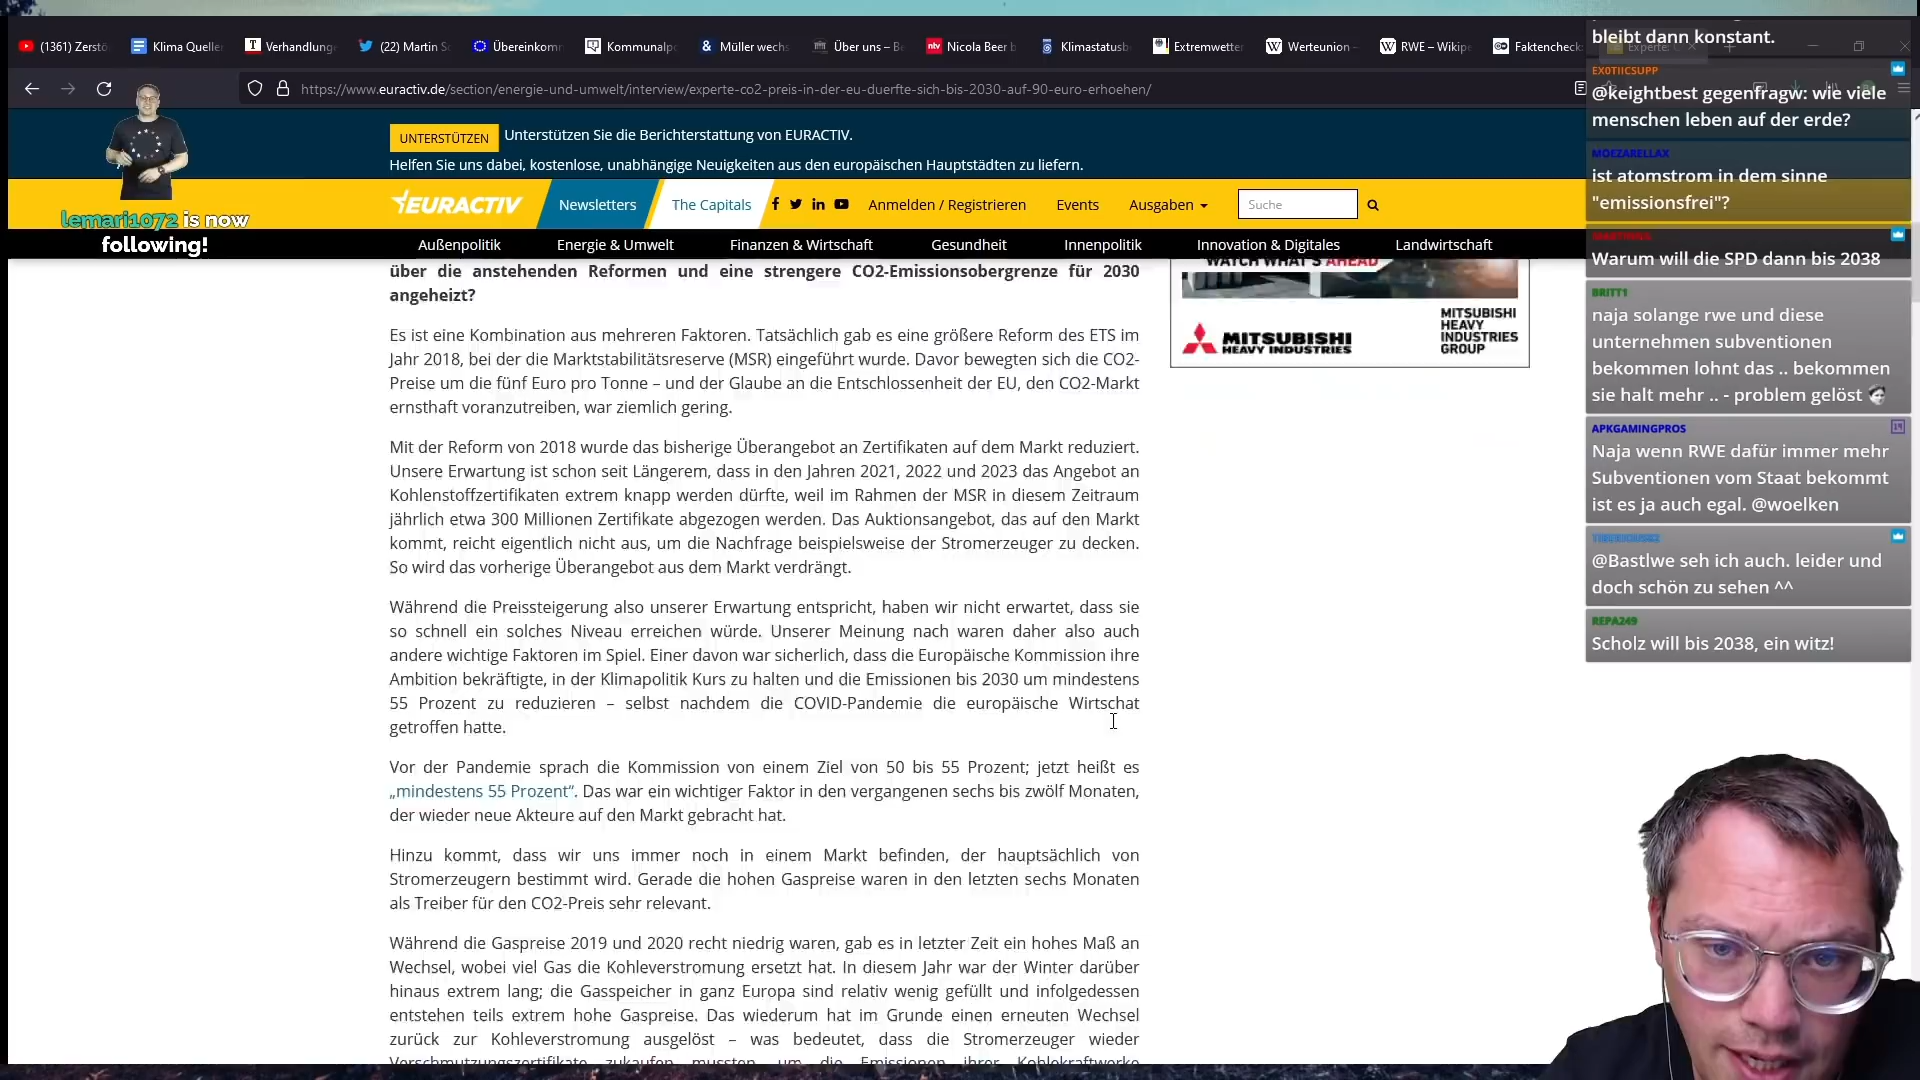 (1361) Zerstö
Klima Queller
Verhandlung
(22) Martin S
Übereinkom
Kommunalp
Müller wechs
Über uns – B
Nicola Beer b
Klimastatusb
Extremwetter
Werteunion –
RWE – Wikip
Faktencheck
https://www.euractiv.de/section/energie-und-umwelt/interview/experte-co2-preis-in-der-eu-duerfte-sich-bis-2030-auf-90-euro-erhoehen/
UNTERSTÜTZEN Unterstützen Sie die Berichterstattung von EURACTIV.
Helfen Sie uns dabei, kostenlose, unabhängige Neuigkeiten aus den europäischen Hauptstädten zu liefern.
EURACTIV Newsletters The Capitals Anmelden / Registrieren Events Ausgaben Suche
lemari1072 is now
following!
Außenpolitik Energie & Umwelt Finanzen & Wirtschaft Gesundheit Innenpolitik Innovation & Digitales Landwirtschaft
über die anstehenden Reformen und eine strengere CO2-Emissionsobergrenze für 2030
angeheizt?
Es ist eine Kombination aus mehreren Faktoren. Tatsächlich gab es eine größere Reform des ETS im
Jahr 2018, bei der die Marktstabilitätsreserve (MSR) eingeführt wurde. Davor bewegten sich die CO2-
Preise um die fünf Euro pro Tonne – und der Glaube an die Entschlossenheit der EU, den CO2-Markt
ernsthaft voranzutreiben, war ziemlich gering.
Mit der Reform von 2018 wurde das bisherige Überangebot an Zertifikaten auf dem Markt reduziert.
Unsere Erwartung ist schon seit Längerem, dass in den Jahren 2021, 2022 und 2023 das Angebot an
Kohlenstoffzertifikaten extrem knapp werden dürfte, weil im Rahmen der MSR in diesem Zeitraum
jährlich etwa 300 Millionen Zertifikate abgezogen werden. Das Auktionsangebot, das auf den Markt
kommt, reicht eigentlich nicht aus, um die Nachfrage beispielsweise der Stromerzeuger zu decken.
So wird das vorherige Überangebot aus dem Markt verdrängt.
Während die Preissteigerung also unserer Erwartung entspricht, haben wir nicht erwartet, dass sie
so schnell ein solches Niveau erreichen würde. Unserer Meinung nach waren daher also auch
andere wichtige Faktoren im Spiel. Einer davon war sicherlich, dass die Europäische Kommission ihre
Ambition bekräftigte, in der Klimapolitik Kurs zu halten und die Emissionen bis 2030 um mindestens
55 Prozent zu reduzieren – selbst nachdem die COVID-Pandemie die europäische Wirtschat
getroffen hatte.
Vor der Pandemie sprach die Kommission von einem Ziel von 50 bis 55 Prozent; jetzt heißt es
„mindestens 55 Prozent“. Das war ein wichtiger Faktor in den vergangenen sechs bis zwölf Monaten,
der wieder neue Akteure auf den Markt gebracht hat.
Hinzu kommt, dass wir uns immer noch in einem Markt befinden, der hauptsächlich von
Stromerzeugern bestimmt wird. Gerade die hohen Gaspreise waren in den letzten sechs Monaten
als Treiber für den CO2-Preis sehr relevant.
Während die Gaspreise 2019 und 2020 recht niedrig waren, gab es in letzter Zeit ein hohes Maß an
Wechsel, wobei viel Gas die Kohleverstromung ersetzt hat. In diesem Jahr war der Winter darüber
hinaus extrem lang; die Gasspeicher in ganz Europa sind relativ wenig gefüllt und infolgedessen
entstehen teils extrem hohe Gaspreise. Das wiederum hat im Grunde einen erneuten Wechsel
zurück zur Kohleverstromung ausgelöst – was bedeutet, dass die Stromerzeuger wieder
Verschmutzungszertifikate zukaufen mussten, um die Emissionen ihrer Kohlekraftwerke
WATCH WHAT'S AHEAD
MITSUBISHI
HEAVY INDUSTRIES
MITSUBISHI
HEAVY
INDUSTRIES
GROUP
bleibt dann konstant.
EX0TIICSUPP
@keightbest gegenfragw: wie viele
menschen leben auf der erde?
MOEZARELLAX
ist atomstrom in dem sinne
"emissionsfrei"?
Warum will die SPD dann bis 2038
BRITT1
naja solange rwe und diese
unternehmen subventionen
bekommen lohnt das .. bekommen
sie halt mehr .. - problem gelöst
APKGAMINGPROS
Naja wenn RWE dafür immer mehr
Subventionen vom Staat bekommt
ist es ja auch egal. @woelken
@Bastlwe seh ich auch. leider und
doch schön zu sehen ^^
REPA249
Scholz will bis 2038, ein witz!